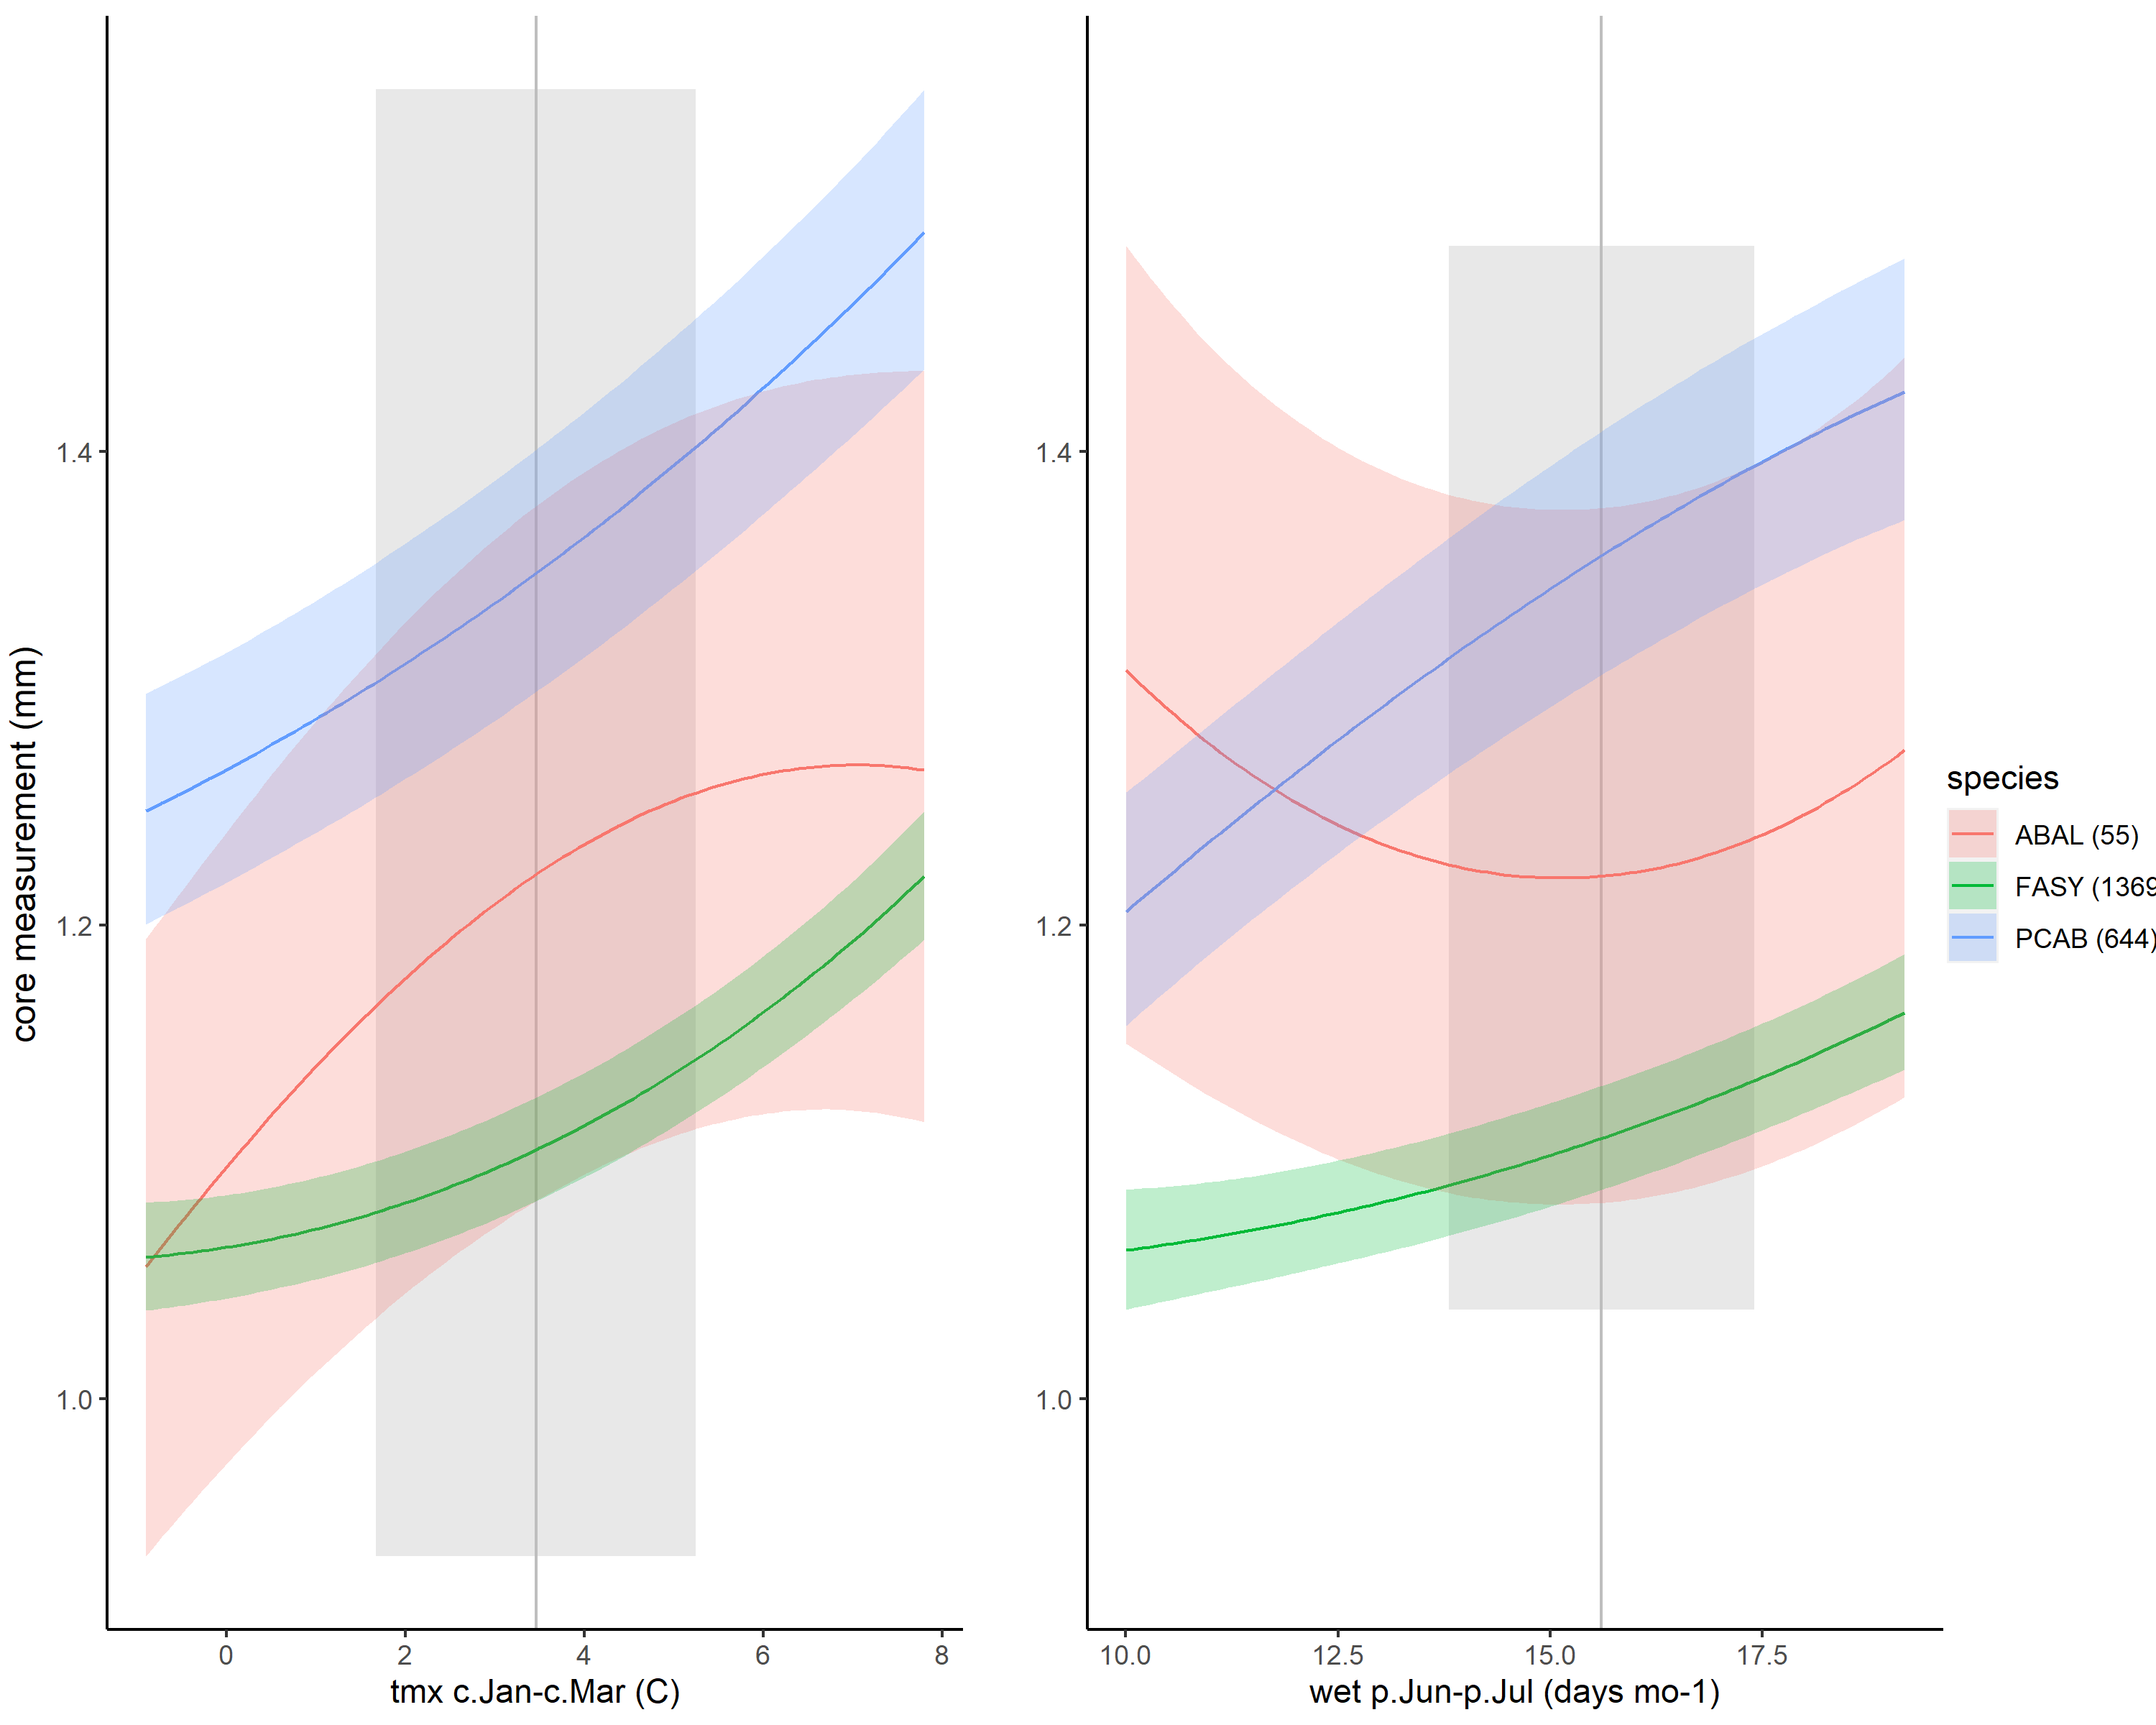 core measurement (mm)
1.4
1.2
1.0
0 2 4 6 8
tmx c.Jan-c.Mar (C)
1.4
1.2
1.0
10.0 12.5 15.0 17.5
wet p.Jun-p.Jul (days mo-1)
species
ABAL (55)
FASY (1369
PCAB (644)